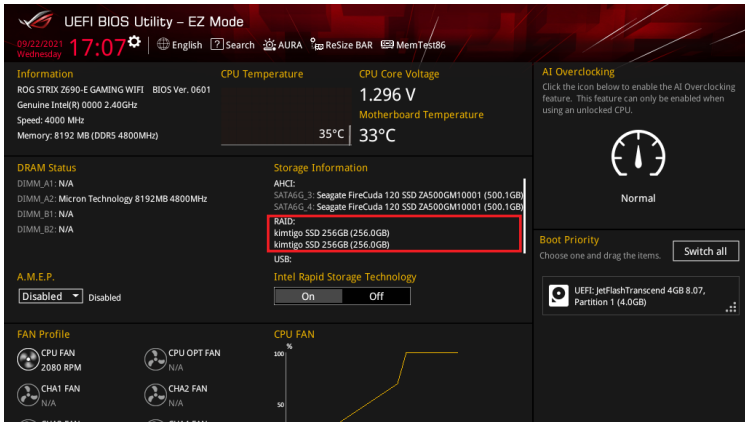 UEFI BIOS Utility – EZ Mode
09/22/2021
Wednesday
17:07
English
? Search
AURA
ReSize BAR
MemTest86
Information
ROG STRIX Z690-E GAMING WIFI BIOS Ver. 0601
Genuine Intel(R) 0000 2.40GHz
Speed: 4000 MHz
Memory: 8192 MB (DDR5 4800MHz)
CPU Temperature
35°C
CPU Core Voltage
1.296 V
Motherboard Temperature
33°C
AI Overclocking
Click the icon below to enable the AI Overclocking
feature. This feature can only be enabled when
using an unlocked CPU.
Normal
DRAM Status
DIMM_A1: N/A
DIMM_A2: Micron Technology 8192MB 4800MHz
DIMM_B1: N/A
DIMM_B2: N/A
Storage Information
AHCI:
SATA6G_3: Seagate FireCuda 120 SSD ZA500GM10001 (500.1GB)
SATA6G_4: Seagate FireCuda 120 SSD ZA500GM10001 (500.1GB)
RAID:
kimtigo SSD 256GB (256.0GB)
kimtigo SSD 256GB (256.0GB)
USB:
A.M.E.P.
Disabled
Disabled
Intel Rapid Storage Technology
On
Off
Boot Priority
Choose one and drag the items.
Switch all
UEFI: JetFlashTranscend 4GB 8.07,
Partition 1 (4.0GB)
FAN Profile
CPU FAN
2080 RPM
CPU OPT FAN
N/A
CHA1 FAN
N/A
CHA2 FAN
N/A
CPU FAN
%
100
50